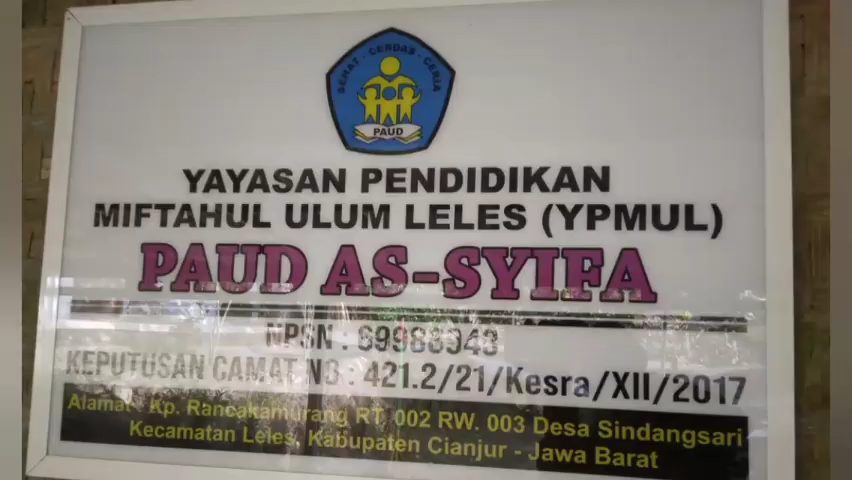 SEHAT - CERDAS - CERIA
PAUD
YAYASAN PENDIDIKAN
MIFTAHUL ULUM LELES (YPMUL)
PAUD AS-SYIFA
NPSN : 69988943
KEPUTUSAN CAMAT NO : 421.2/21/Kesra/XII/2017
Alamat : Kp. Rancakamurang RT. 002 RW. 003 Desa Sindangsari
Kecamatan Leles, Kabupaten Cianjur - Jawa Barat